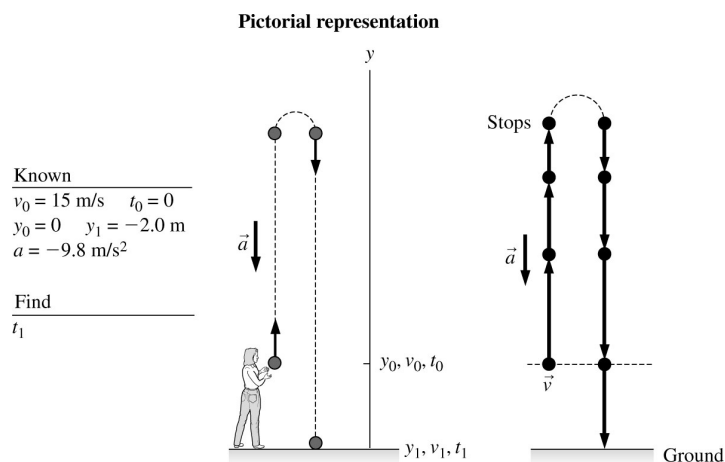 Pictorial representation
Known
v₀ = 15 m/s t₀ = 0
y₀ = 0 y₁ = −2.0 m
a = −9.8 m/s²
Find
t₁
y
a⃗
y₀, v₀, t₀
y₁, v₁, t₁
Stops
a⃗
v⃗
Ground